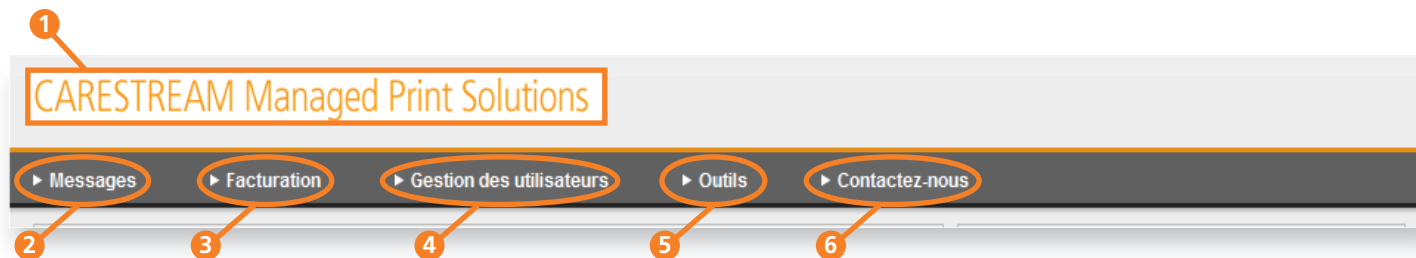 1
CARESTREAM Managed Print Solutions
Messages Facturation Gestion des utilisateurs Outils Contactez-nous
2 3 4 5 6